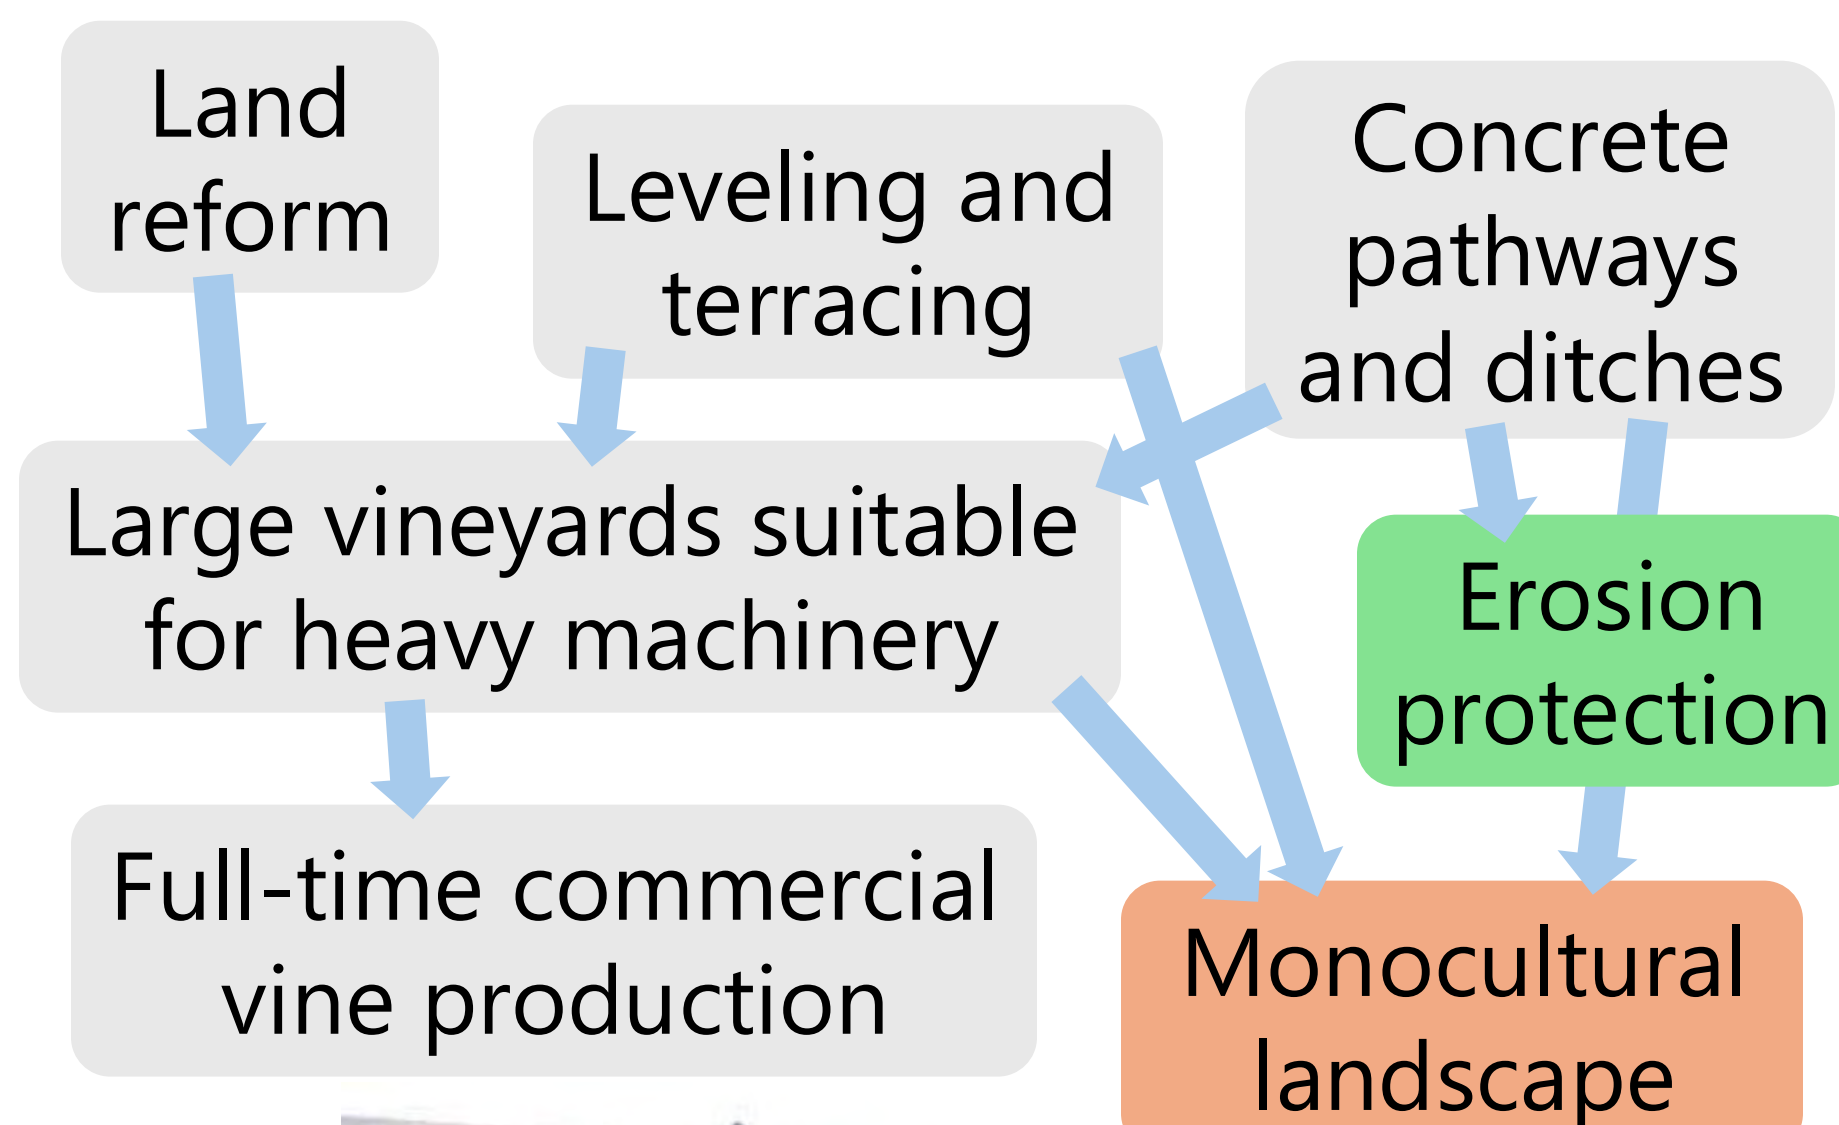 Land
reform
Leveling and
terracing
Concrete
pathways
and ditches
Large vineyards suitable
for heavy machinery
Erosion
protection
Full-time commercial
vine production
Monocultural
landscape